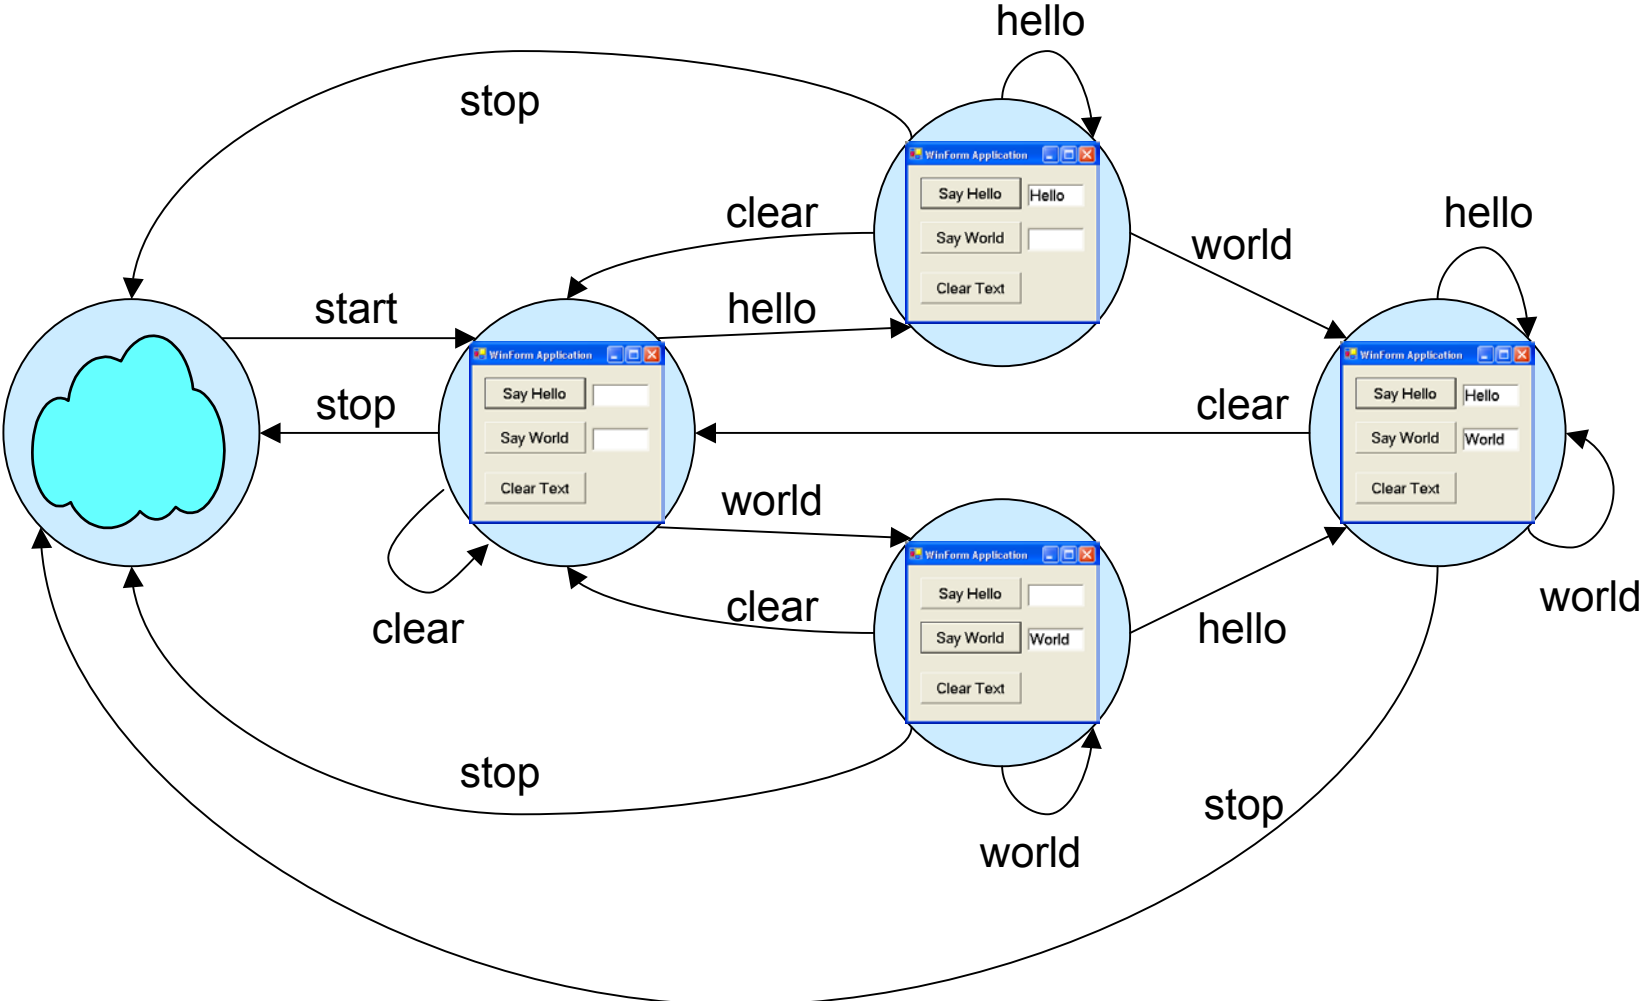 hello
stop
WinForm Application
Say Hello Hello
Say World
Clear Text
clear
world
hello
start
hello
WinForm Application
Say Hello
Say World
Clear Text
stop
clear
WinForm Application
Say Hello Hello
Say World World
Clear Text
world
clear
WinForm Application
Say Hello
Say World World
Clear Text
clear
hello
world
stop
stop
world